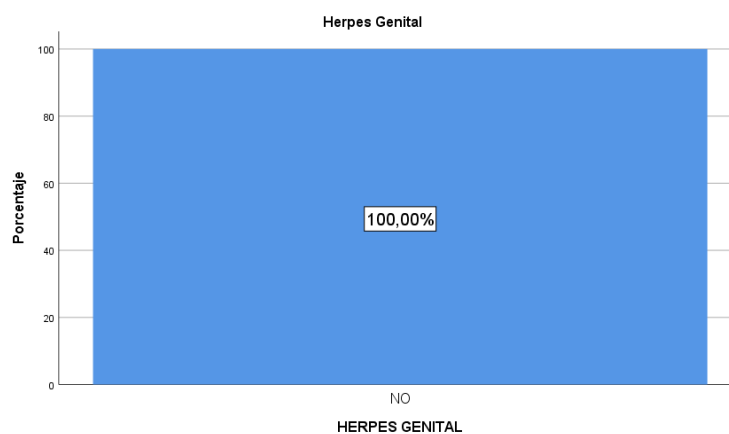 Herpes Genital
100
80
60
40
20
0
Porcentaje
100,00%
NO
HERPES GENITAL